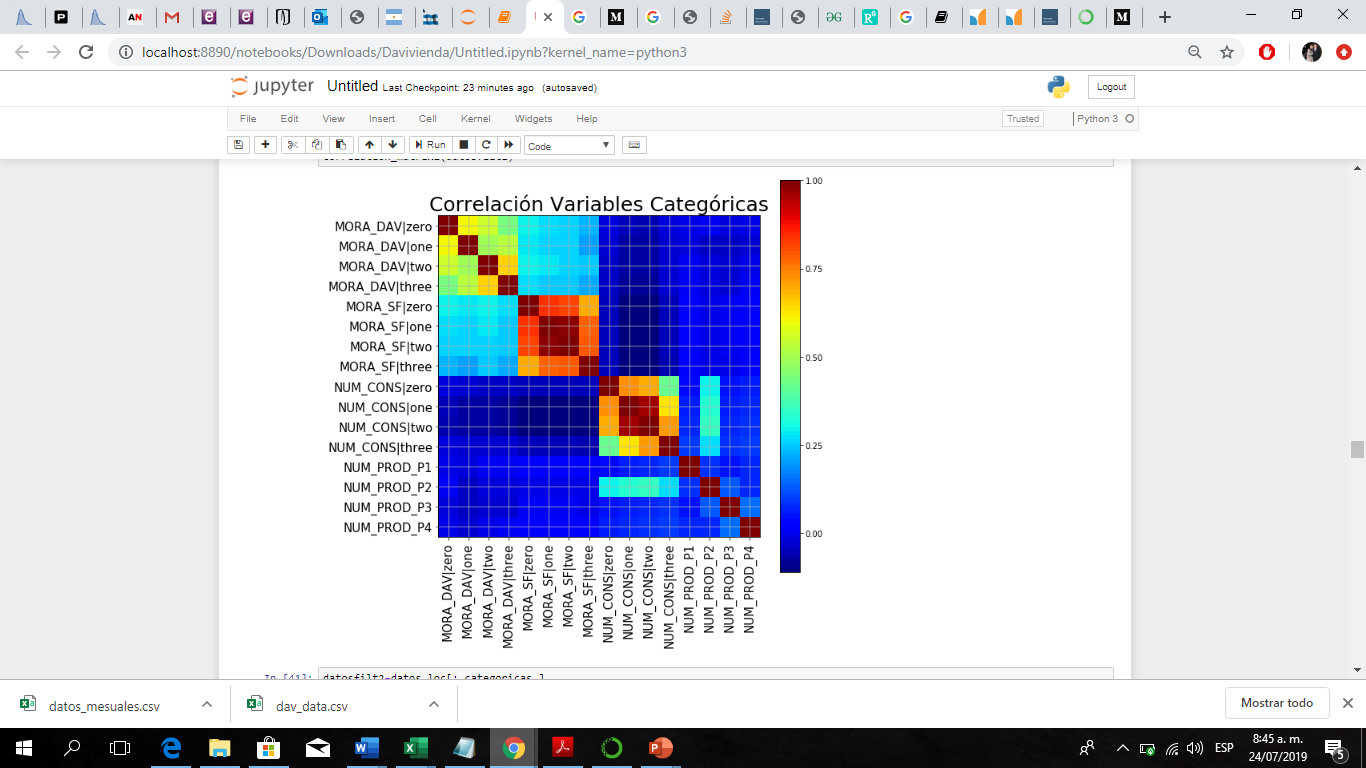 AN
M
localhost:8890/notebooks/Downloads/Davivienda/Untitled.ipynb?kernel_name=python3
jupyter Untitled Last Checkpoint: 23 minutes ago (autosaved)
Logout
File Edit View Insert Cell Kernel Widgets Help
Trusted Python 3
Run Code
Correlación Variables Categóricas
MORA_DAV|zero
MORA_DAV|one
MORA_DAV|two
MORA_DAV|three
MORA_SF|zero
MORA_SF|one
MORA_SF|two
MORA_SF|three
NUM_CONS|zero
NUM_CONS|one
NUM_CONS|two
NUM_CONS|three
NUM_PROD_P1
NUM_PROD_P2
NUM_PROD_P3
NUM_PROD_P4
MORA_DAV|zero
MORA_DAV|one
MORA_DAV|two
MORA_DAV|three
MORA_SF|zero
MORA_SF|one
MORA_SF|two
MORA_SF|three
NUM_CONS|zero
NUM_CONS|one
NUM_CONS|two
NUM_CONS|three
NUM_PROD_P1
NUM_PROD_P2
NUM_PROD_P3
NUM_PROD_P4
1.00
0.75
0.50
0.25
0.00
In [41]: datosfilt2=datos.loc[:,categoricas ]
datos_mesuales.csv
dav_data.csv
Mostrar todo
ESP
8:45 a. m.
24/07/2019
5